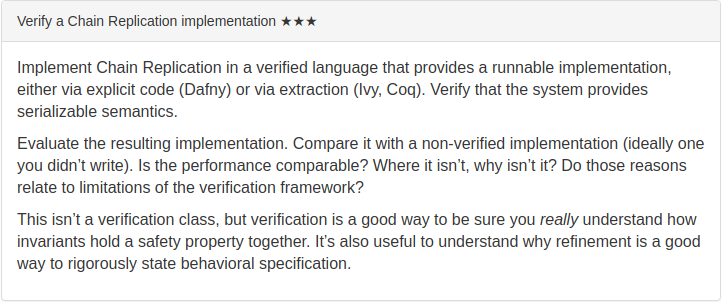 Verify a Chain Replication implementation ★★★
Implement Chain Replication in a verified language that provides a runnable implementation,
either via explicit code (Dafny) or via extraction (Ivy, Coq). Verify that the system provides
serializable semantics.
Evaluate the resulting implementation. Compare it with a non-verified implementation (ideally one
you didn’t write). Is the performance comparable? Where it isn’t, why isn’t it? Do those reasons
relate to limitations of the verification framework?
This isn’t a verification class, but verification is a good way to be sure you really understand how
invariants hold a safety property together. It’s also useful to understand why refinement is a good
way to rigorously state behavioral specification.